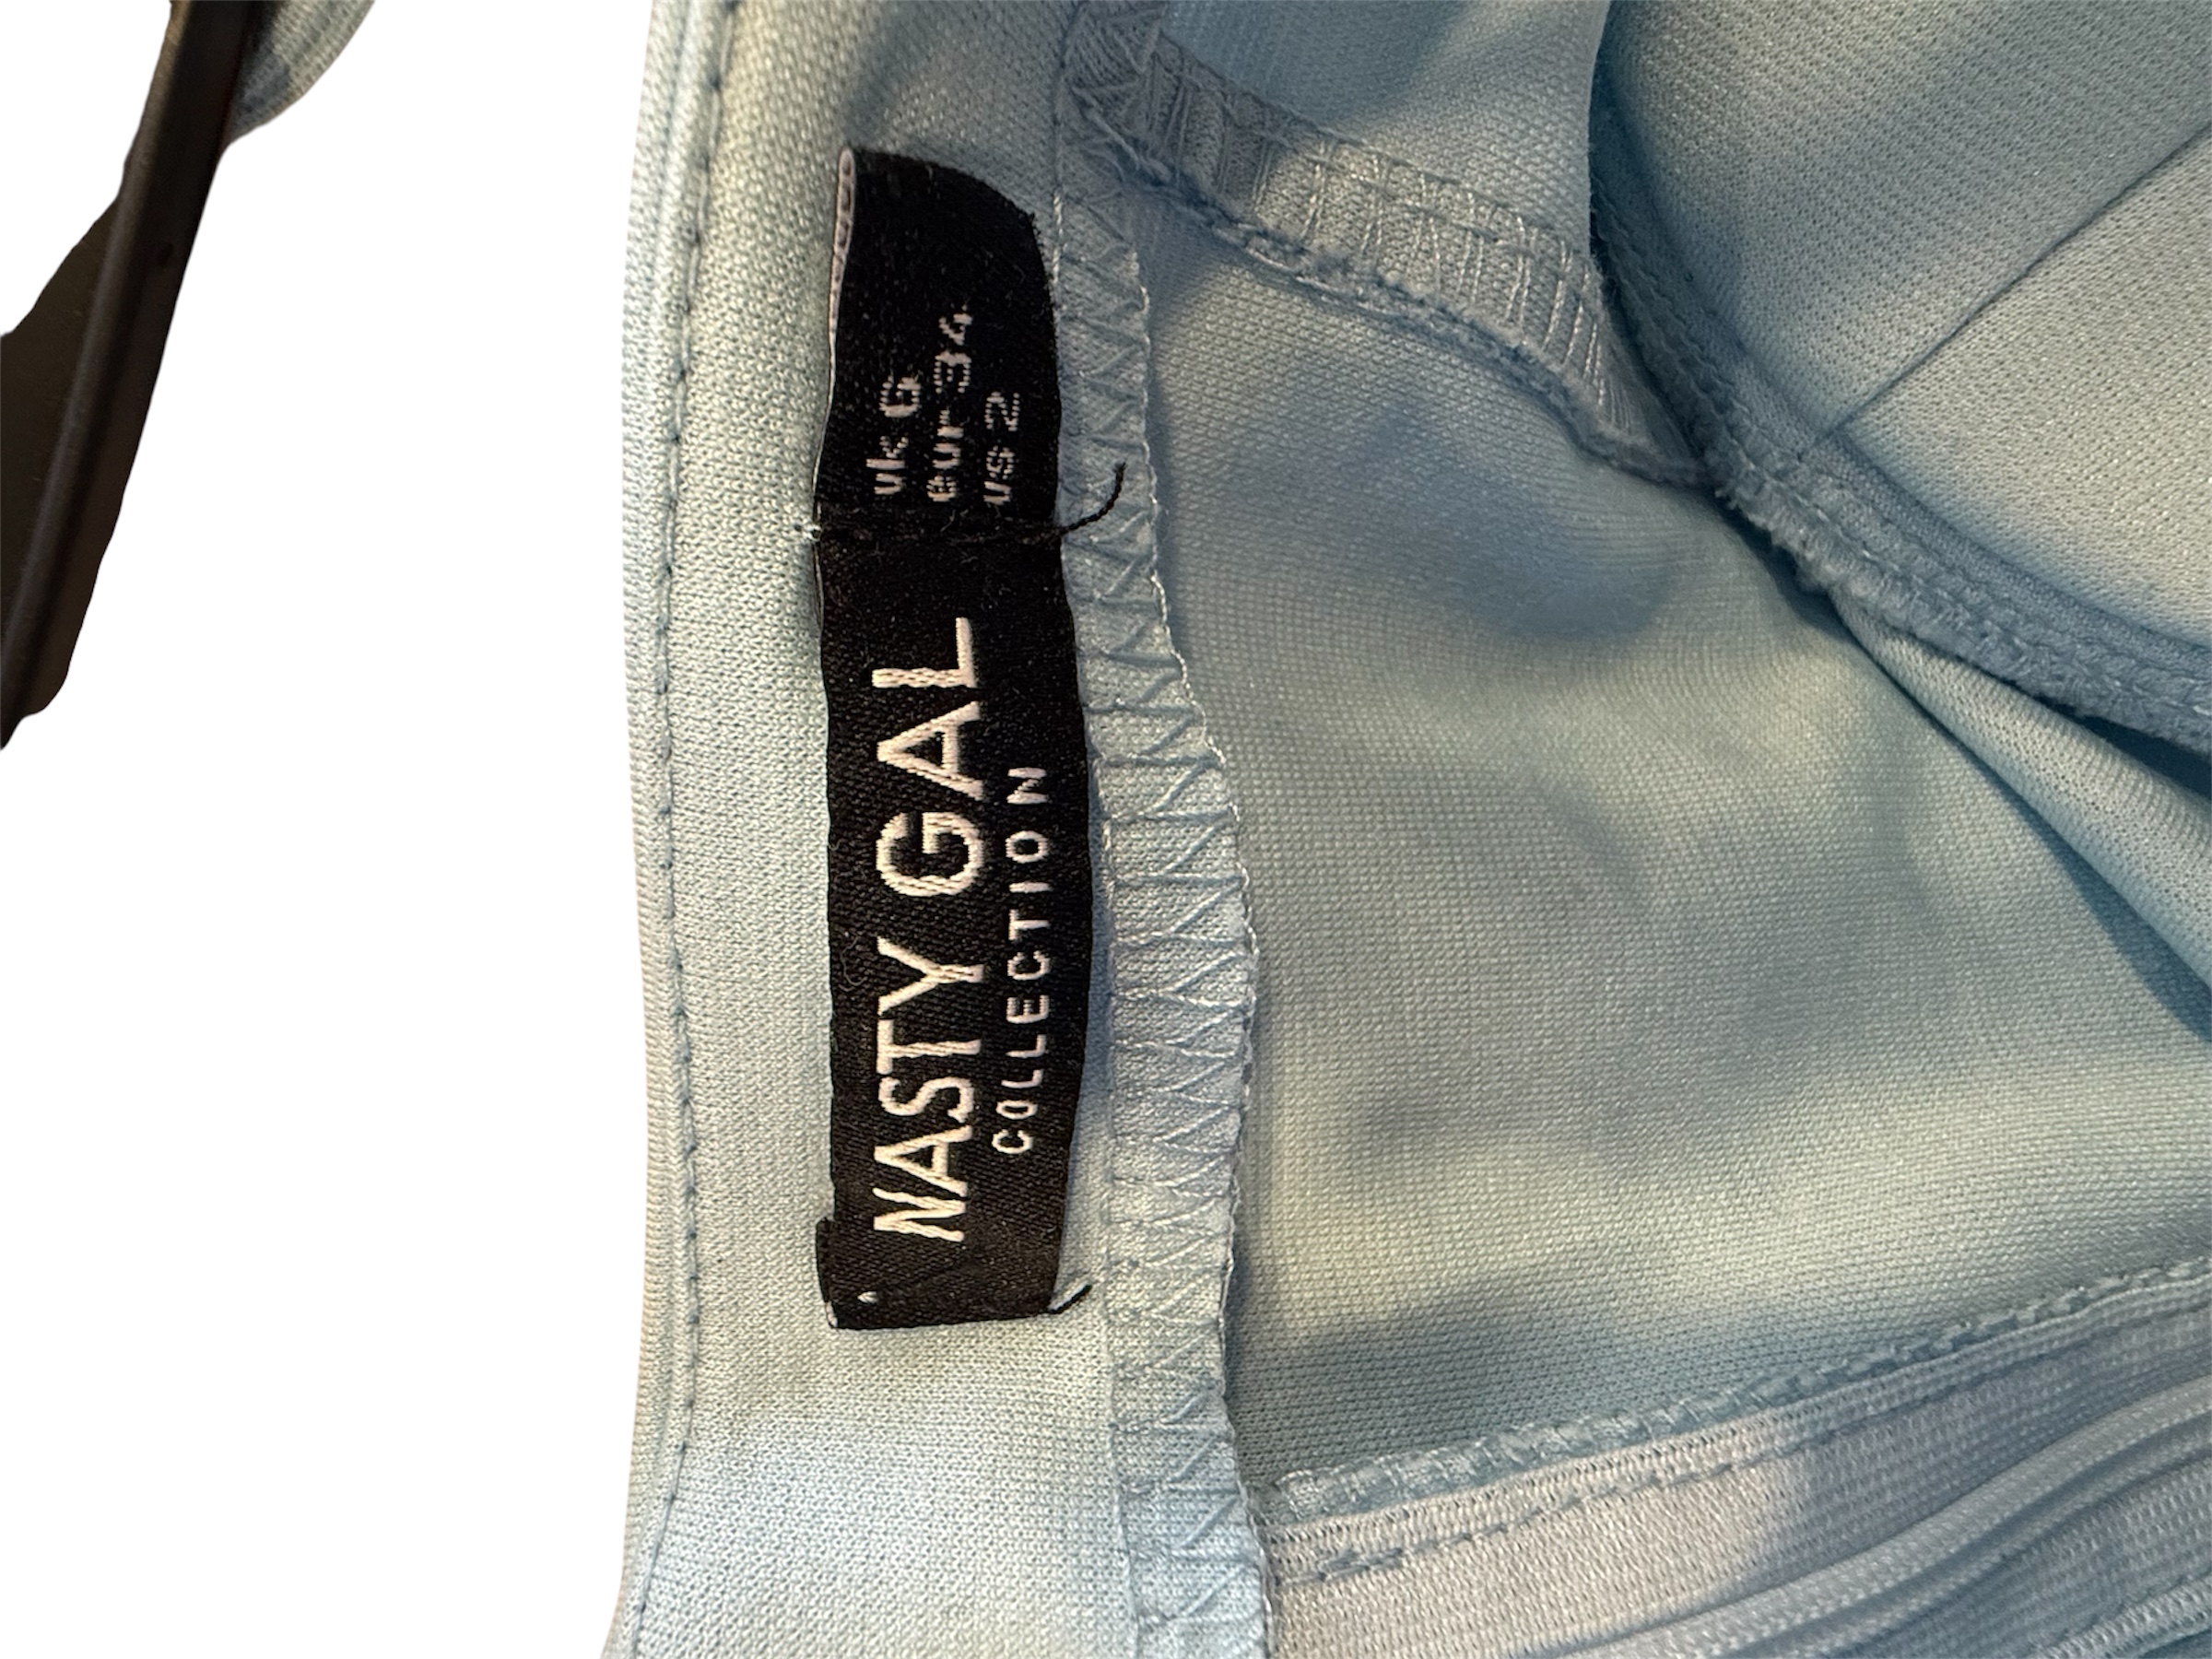 NASTY GAL
COLLECTION
UK 6
eur 34
US 2